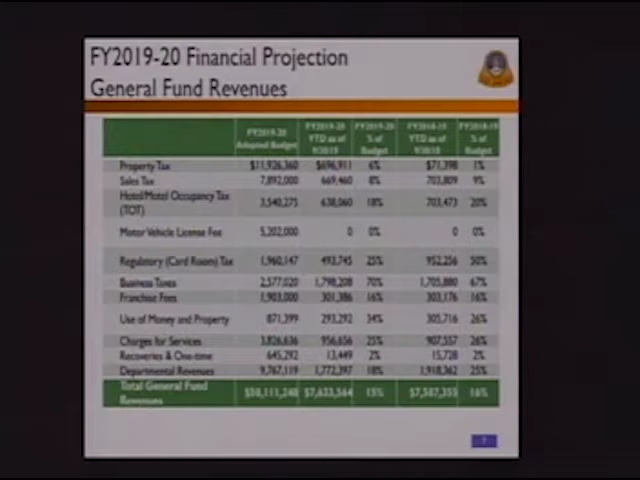 FY2019-20 Financial Projection
General Fund Revenues
FY2019-20 Adopted Budget FY2019-20 YTD as of 9/30/19 FY2019-20 % of Budget FY2018-19 YTD as of 9/30/18 FY2018-19 % of Budget
Property Tax $11,926,360 $696,911 6% $71,398 1%
Sales Tax 7,892,000 669,460 8% 703,809 9%
Hotel/Motel Occupancy Tax
(TOT) 3,540,275 638,060 18% 703,473 20%
Motor Vehicle License Fee 5,202,000 0 0% 0 0%
Regulatory (Card Room) Tax 1,960,147 493,745 25% 952,256 50%
Business Taxes 2,577,020 1,798,208 70% 1,705,880 67%
Franchise Fees 1,903,000 301,386 16% 303,176 16%
Use of Money and Property 871,399 293,292 34% 305,716 26%
Charges for Services 3,826,636 956,656 25% 907,557 26%
Recoveries & One-time 645,292 13,449 2% 15,728 2%
Departmental Revenues 9,767,119 1,772,397 18% 1,918,362 25%
Total General Fund
Revenues $50,111,248 $7,633,564 15% $7,587,355 16%
7